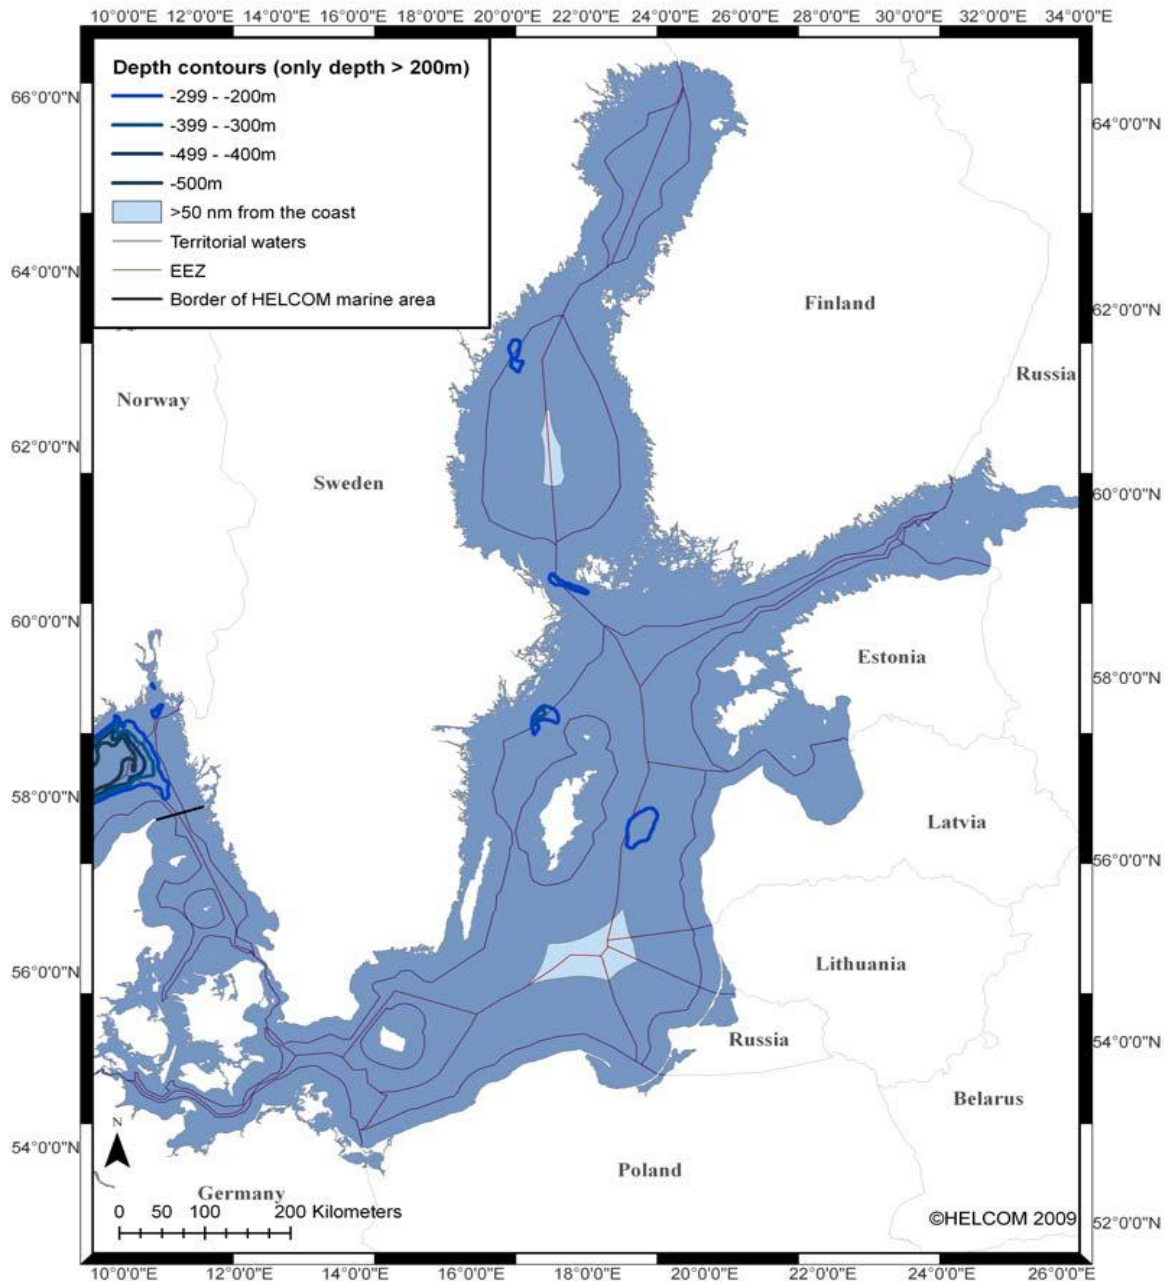 10°00'0"E 12°0'0"E 14°0'0"E 16°0'0"E 18°0'0"E 20°0'0"E 22°0'0"E 24°0'0"E 26°0'0"E 28°0'0"E 30°0'0"E 32°0'0"E 34°0'0"E
Depth contours (only depth > 200m)
-299 - -200m
-399 - -300m
-499 - -400m
-500m
>50 nm from the coast
Territorial waters
EEZ
Border of HELCOM marine area
66°0'0"N
64°0'0"N
64°0'0"N
62°0'0"N
Finland
Russia
Norway
62°0'0"N
Sweden
60°0'0"N
60°0'0"N
Estonia
58°0'0"N
58°0'0"N
Latvia
56°0'0"N
56°0'0"N
Lithuania
Russia
54°0'0"N
Belarus
N
54°0'0"N
Poland
Germany
0 50 100 200 Kilometers
©HELCOM 2009
52°0'0"N
10°00'0"E 12°0'0"E 14°0'0"E 16°0'0"E 18°0'0"E 20°0'0"E 22°0'0"E 24°0'0"E 26°0'0"E